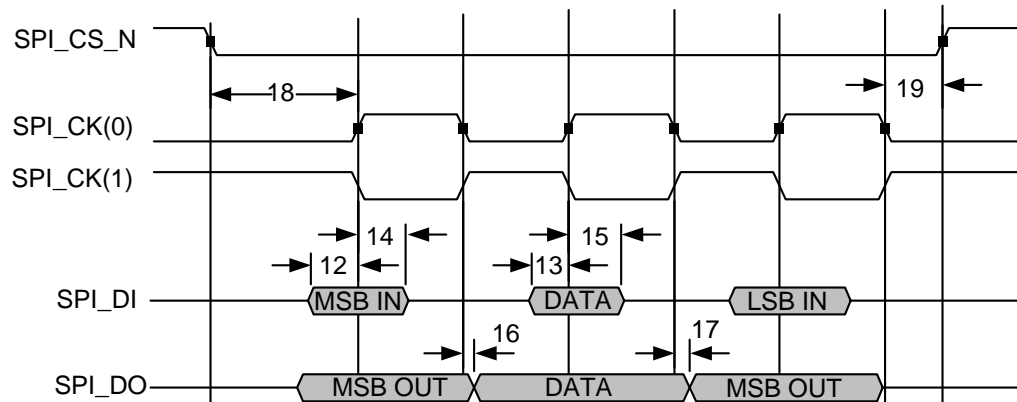 SPI_CS_N
18
19
SPI_CK(0)
SPI_CK(1)
14
15
12
13
SPI_DI
MSB IN
DATA
LSB IN
16
17
SPI_DO
MSB OUT
DATA
MSB OUT